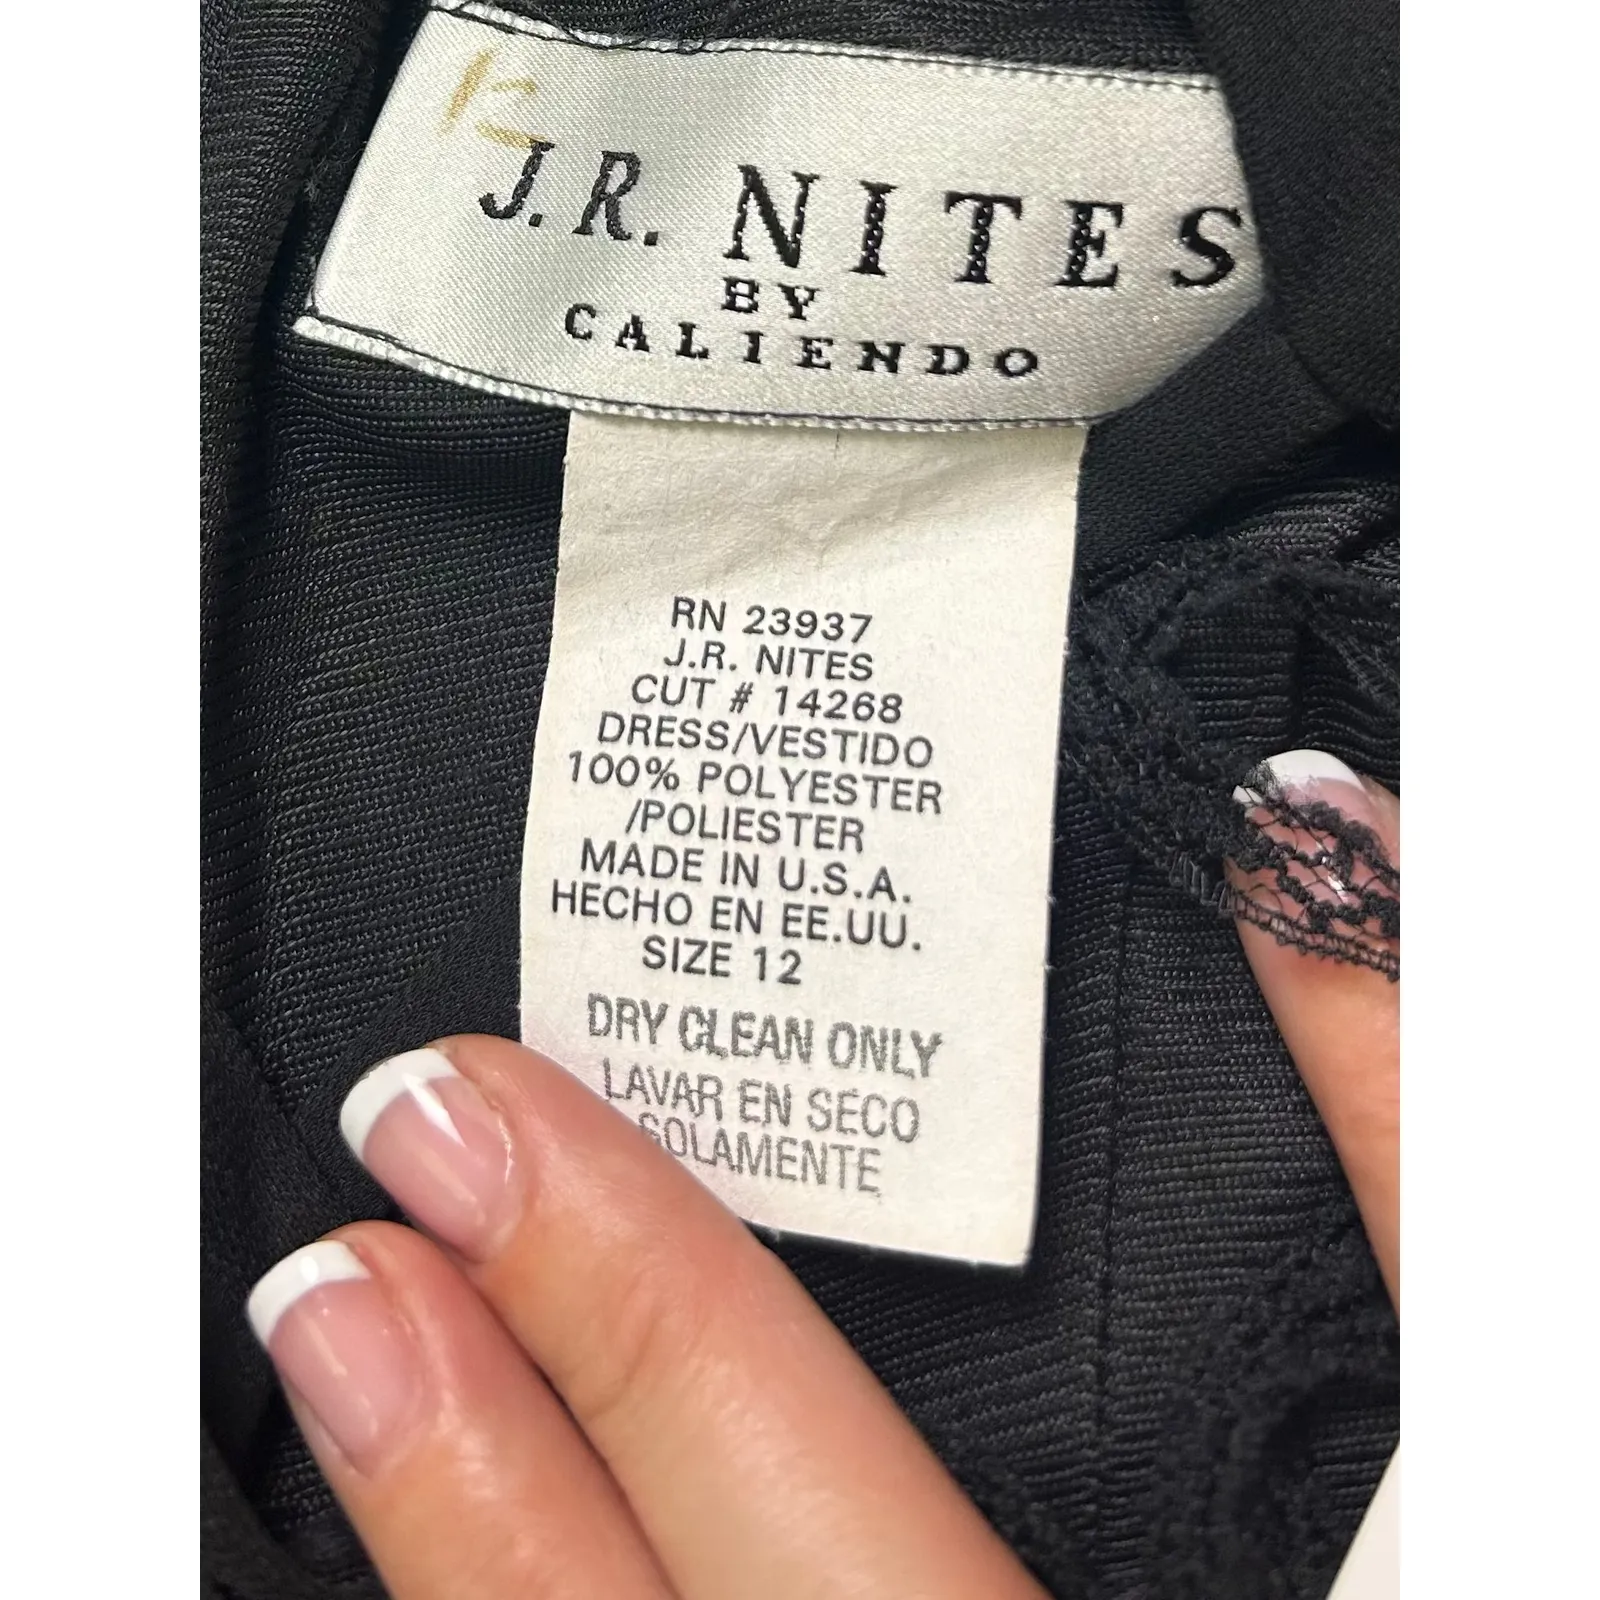 12
J.R. NITES
BY
CALIENDO
RN 23937
J.R. NITES
CUT # 14268
DRESS/VESTIDO
100% POLYESTER
/POLIESTER
MADE IN U.S.A.
HECHO EN EE.UU.
SIZE 12
DRY CLEAN ONLY
LAVAR EN SECO
SOLAMENTE